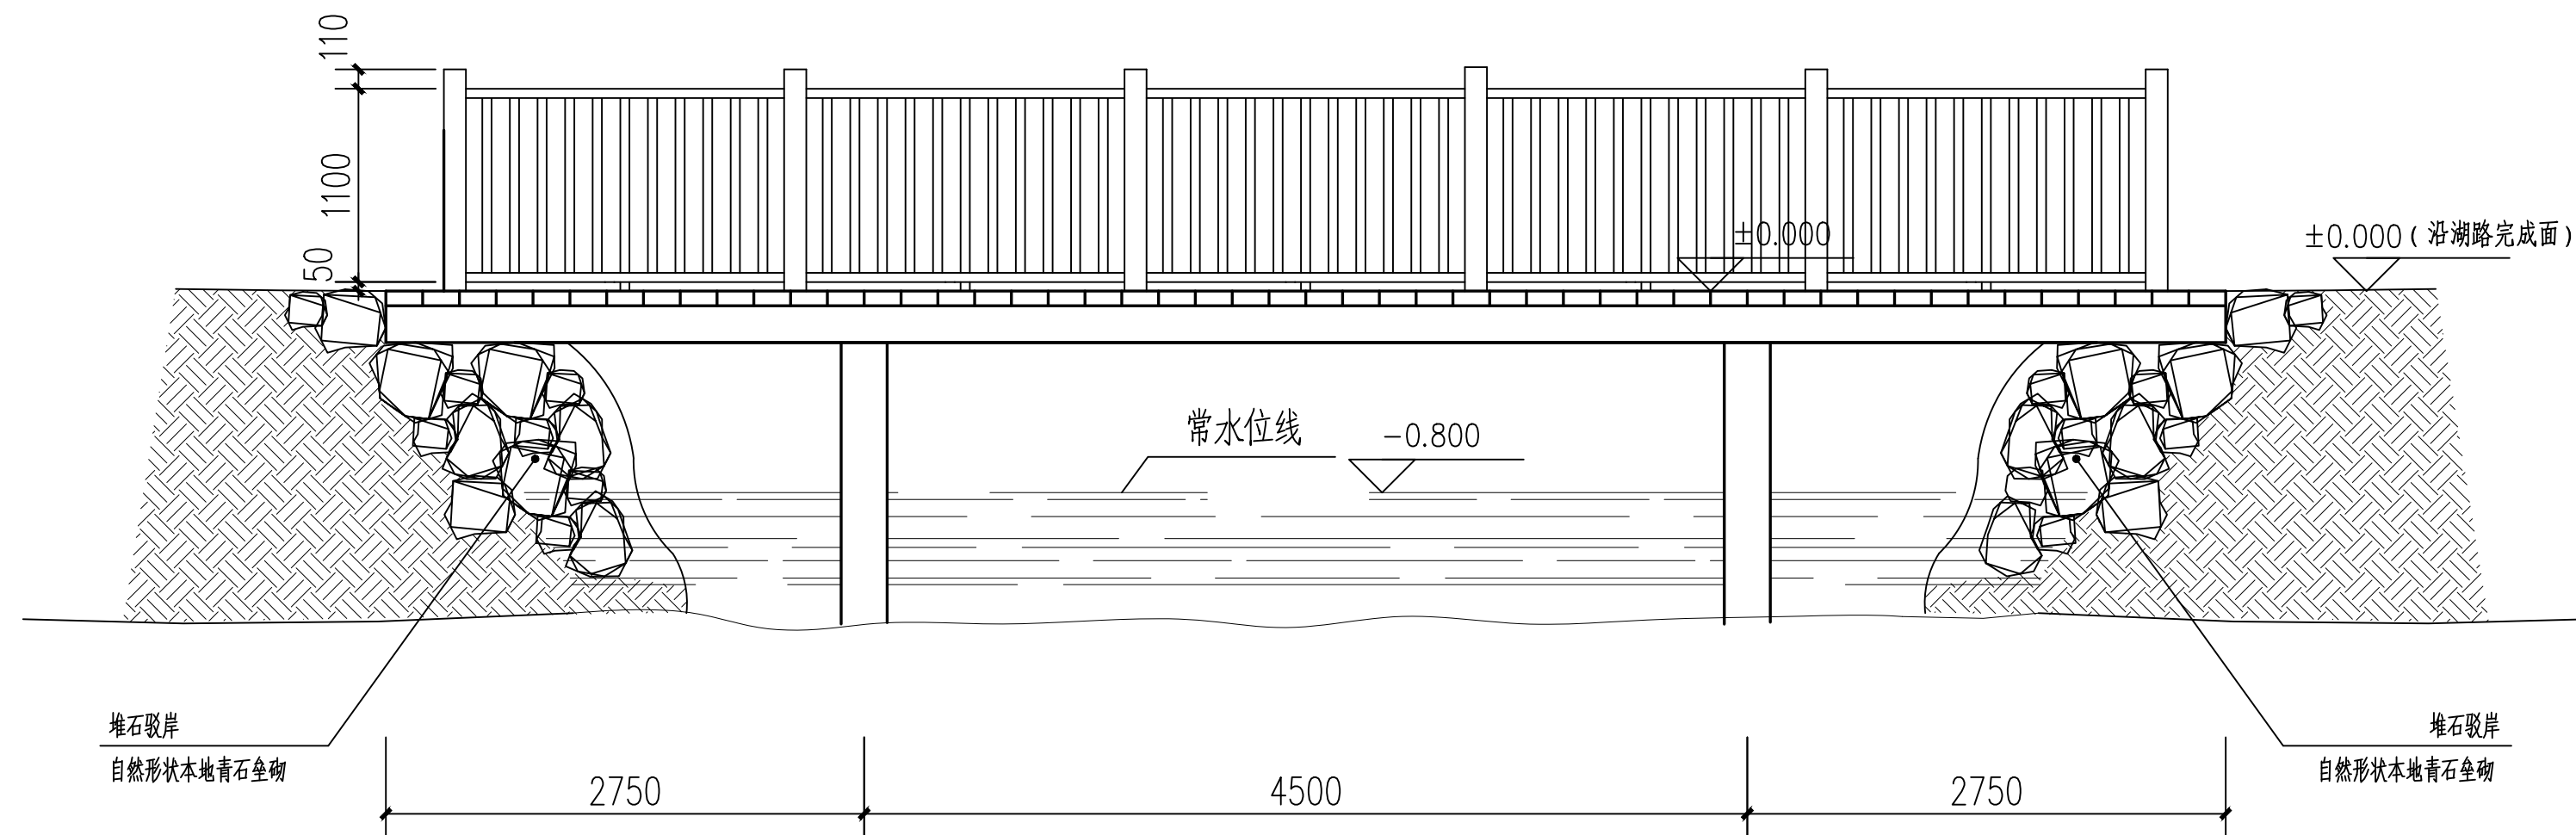 110
1100
50
±0.000
±0.000(沿湖路完成面)
常水位线
-0.800
堆石驳岸
自然形状本地青石垒砌
堆石驳岸
自然形状本地青石垒砌
2750
4500
2750